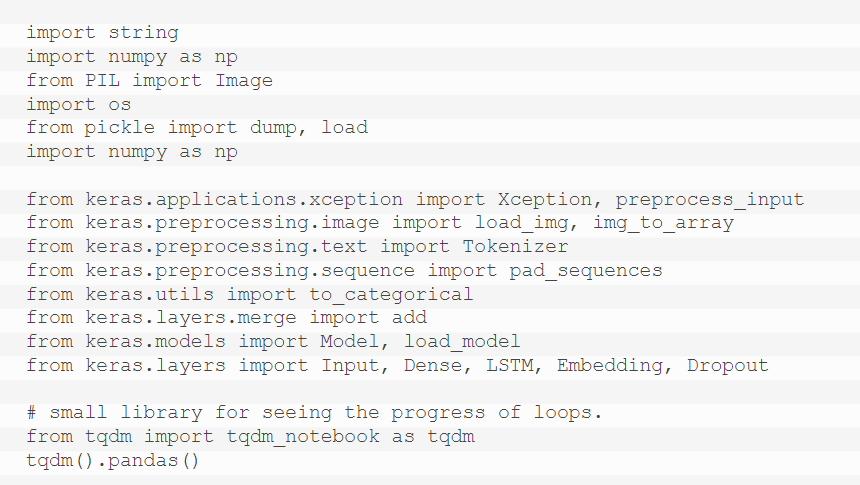 import string
import numpy as np
from PIL import Image
import os
from pickle import dump, load
import numpy as np
from keras.applications.xception import Xception, preprocess_input
from keras.preprocessing.image import load_img, img_to_array
from keras.preprocessing.text import Tokenizer
from keras.preprocessing.sequence import pad_sequences
from keras.utils import to_categorical
from keras.layers.merge import add
from keras.models import Model, load_model
from keras.layers import Input, Dense, LSTM, Embedding, Dropout
# small library for seeing the progress of loops.
from tqdm import tqdm_notebook as tqdm
tqdm().pandas()